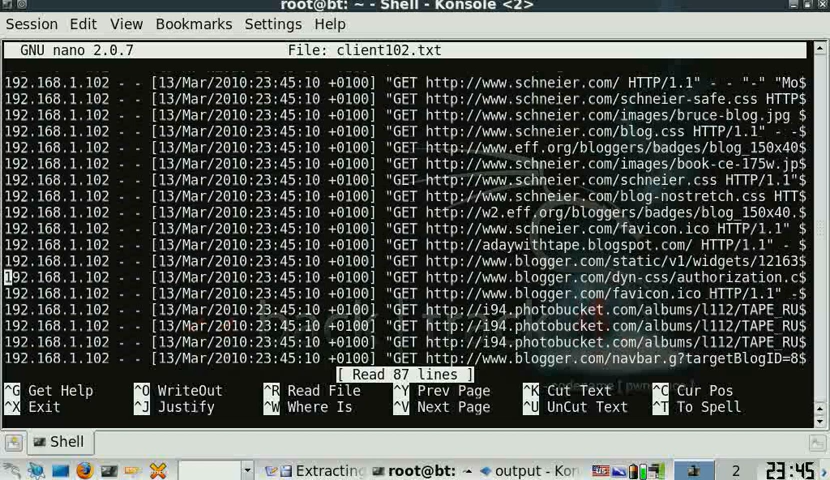 root@bt: ~ - Shell - Konsole <2>
Session Edit View Bookmarks Settings Help
GNU nano 2.0.7 File: client102.txt
192.168.1.102 - - [13/Mar/2010:23:45:10 +0100] "GET http://www.schneier.com/ HTTP/1.1" - - "-" "Mo$
192.168.1.102 - - [13/Mar/2010:23:45:10 +0100] "GET http://www.schneier.com/schneier-safe.css HTTP$
192.168.1.102 - - [13/Mar/2010:23:45:10 +0100] "GET http://www.schneier.com/images/bruce-blog.jpg $
192.168.1.102 - - [13/Mar/2010:23:45:10 +0100] "GET http://www.schneier.com/blog.css HTTP/1.1" - -$
192.168.1.102 - - [13/Mar/2010:23:45:10 +0100] "GET http://www.eff.org/bloggers/badges/blog_150x40$
192.168.1.102 - - [13/Mar/2010:23:45:10 +0100] "GET http://www.schneier.com/images/book-ce-175w.jp$
192.168.1.102 - - [13/Mar/2010:23:45:10 +0100] "GET http://www.schneier.com/schneier.css HTTP/1.1"$
192.168.1.102 - - [13/Mar/2010:23:45:10 +0100] "GET http://www.schneier.com/blog-nostretch.css HTT$
192.168.1.102 - - [13/Mar/2010:23:45:10 +0100] "GET http://w2.eff.org/bloggers/badges/blog_150x40.$
192.168.1.102 - - [13/Mar/2010:23:45:10 +0100] "GET http://www.schneier.com/favicon.ico HTTP/1.1" $
192.168.1.102 - - [13/Mar/2010:23:45:10 +0100] "GET http://adaywithtape.blogspot.com/ HTTP/1.1" - $
192.168.1.102 - - [13/Mar/2010:23:45:10 +0100] "GET http://www.blogger.com/static/v1/widgets/12163$
192.168.1.102 - - [13/Mar/2010:23:45:10 +0100] "GET http://www.blogger.com/dyn-css/authorization.c$
192.168.1.102 - - [13/Mar/2010:23:45:10 +0100] "GET http://www.blogger.com/favicon.ico HTTP/1.1" -$
192.168.1.102 - - [13/Mar/2010:23:45:10 +0100] "GET http://i94.photobucket.com/albums/l112/TAPE_RU$
192.168.1.102 - - [13/Mar/2010:23:45:10 +0100] "GET http://i94.photobucket.com/albums/l112/TAPE_RU$
192.168.1.102 - - [13/Mar/2010:23:45:10 +0100] "GET http://i94.photobucket.com/albums/l112/TAPE_RU$
192.168.1.102 - - [13/Mar/2010:23:45:10 +0100] "GET http://www.blogger.com/navbar.g?targetBlogID=8$
[ Read 87 lines ]
^G Get Help ^O WriteOut ^R Read File ^Y Prev Page ^K Cut Text ^C Cur Pos
^X Exit ^J Justify ^W Where Is ^V Next Page ^U UnCut Text ^T To Spell
Shell
Extracting root@bt: ~ output - Kon 2 23:45